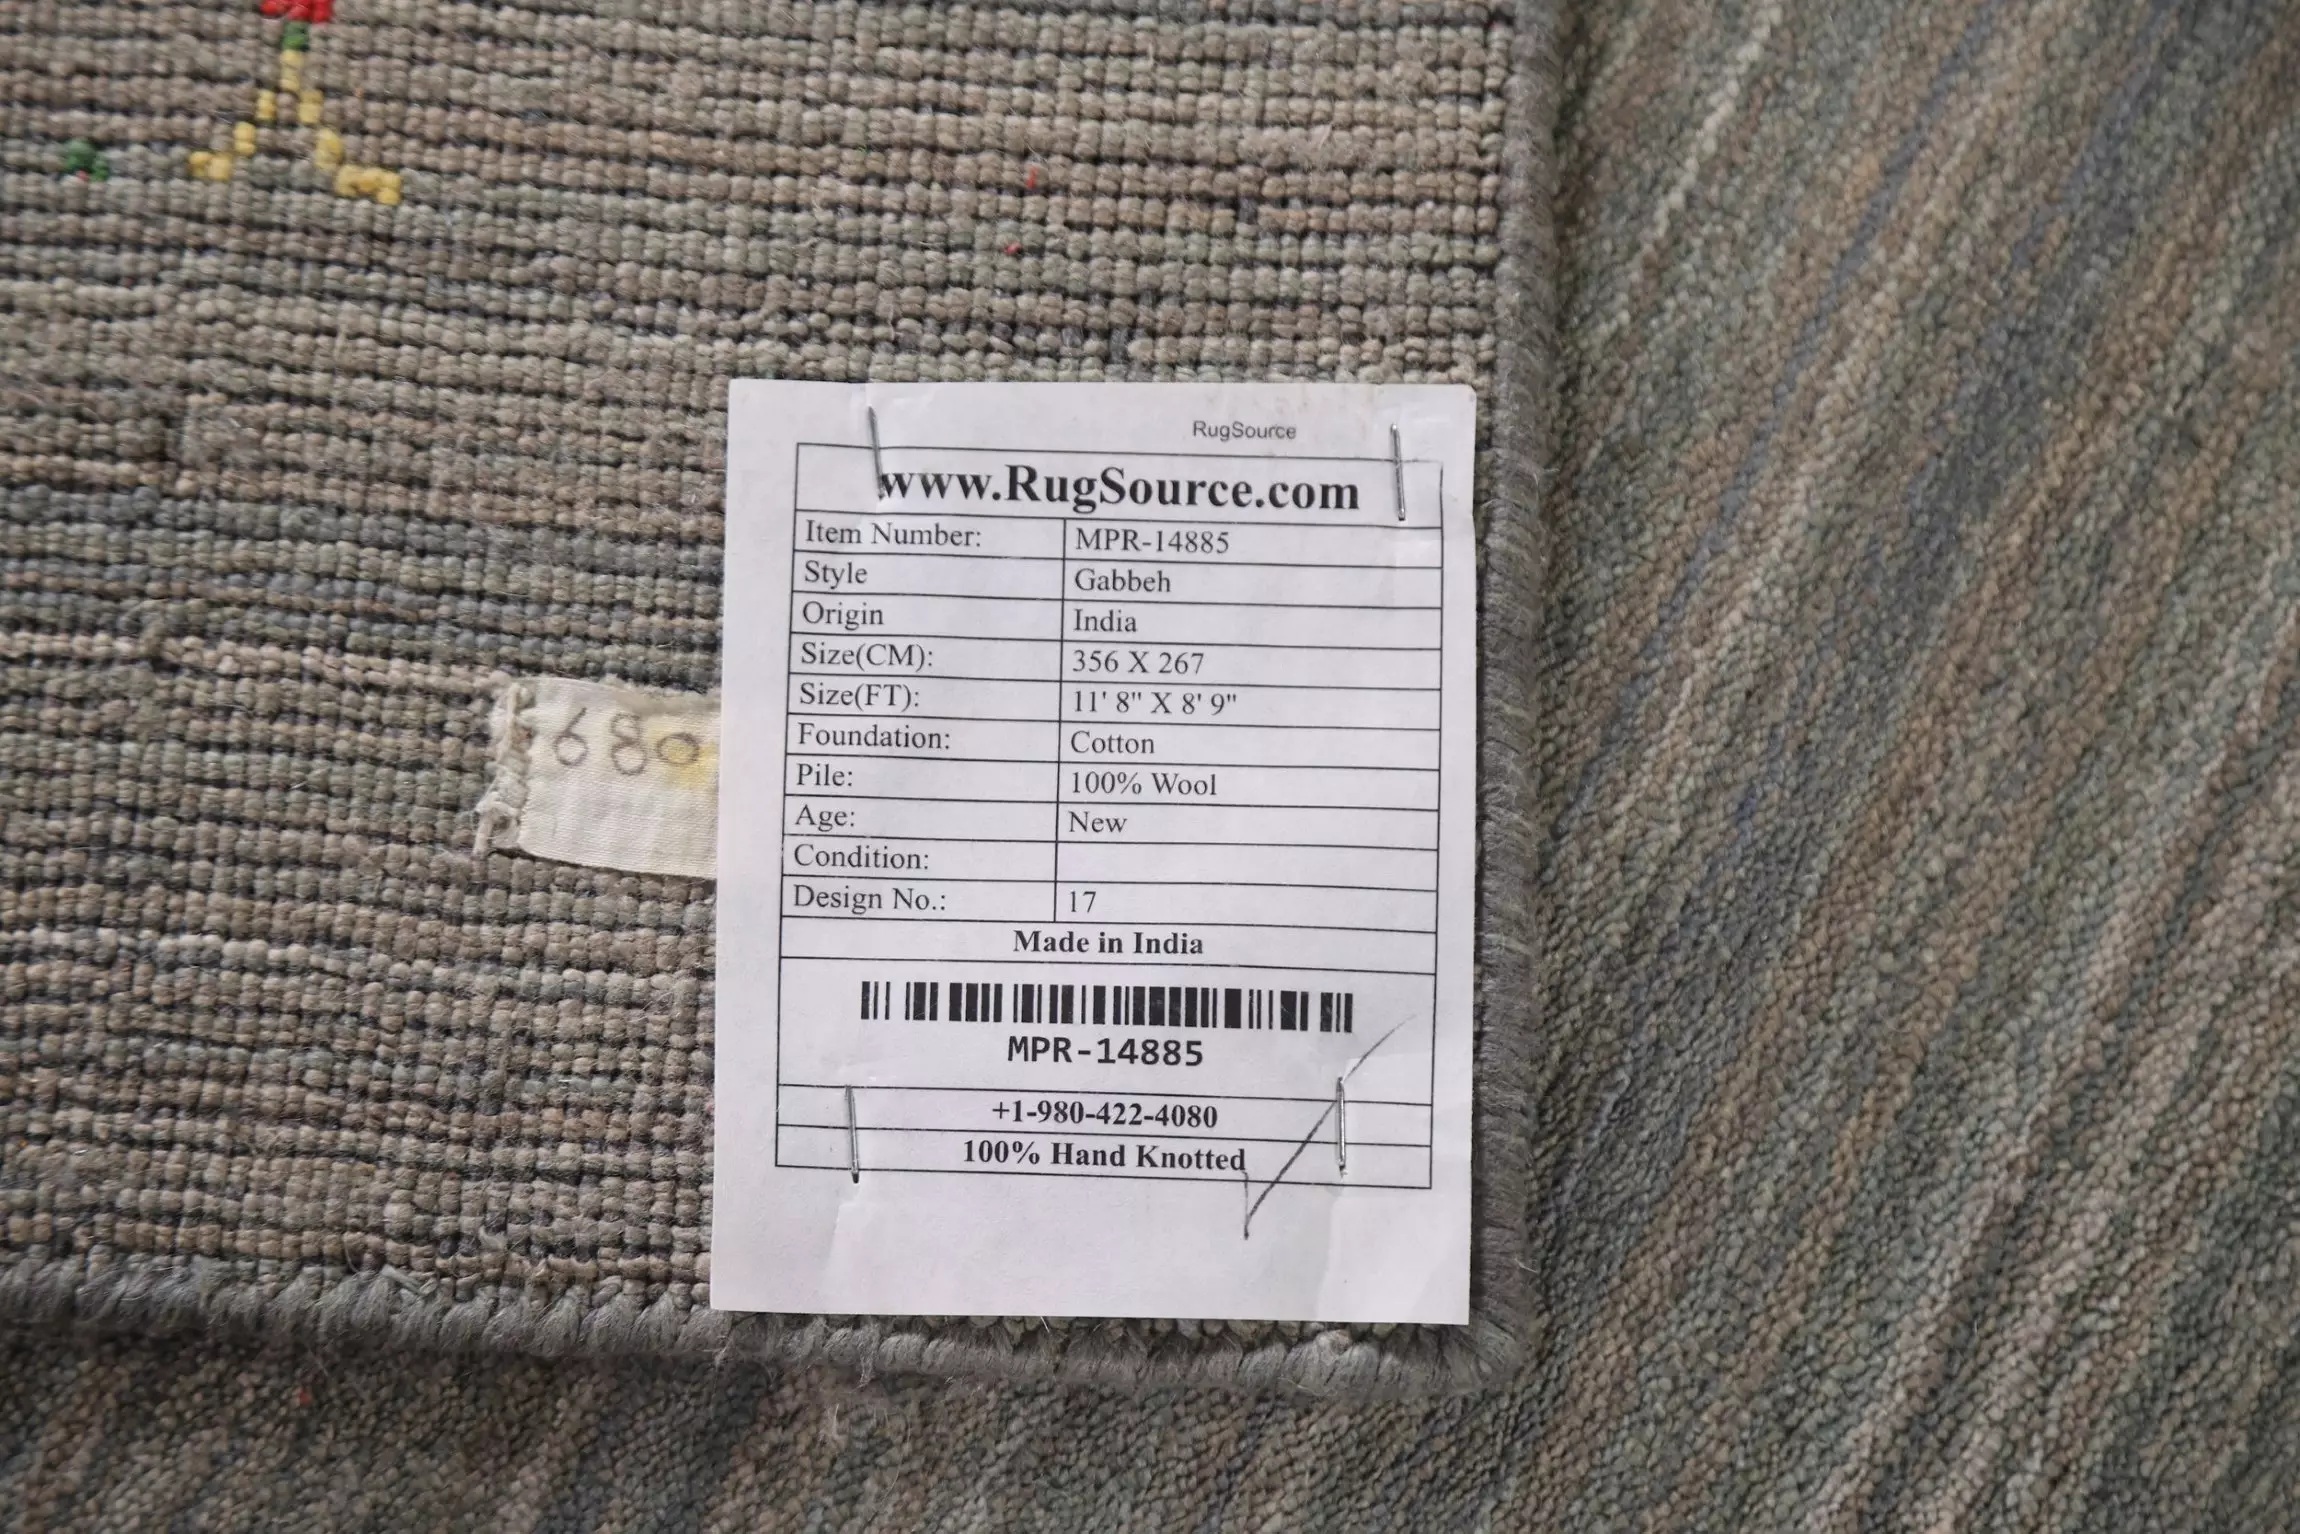 RugSource
www.RugSource.com
Item Number: MPR-14885
Style Gabbeh
Origin India
Size(CM): 356 X 267
Size(FT): 11' 8" X 8' 9"
Foundation: Cotton
Pile: 100% Wool
Age: New
Condition:
Design No.: 17
Made in India
MPR-14885
+1-980-422-4080
100% Hand Knotted
680